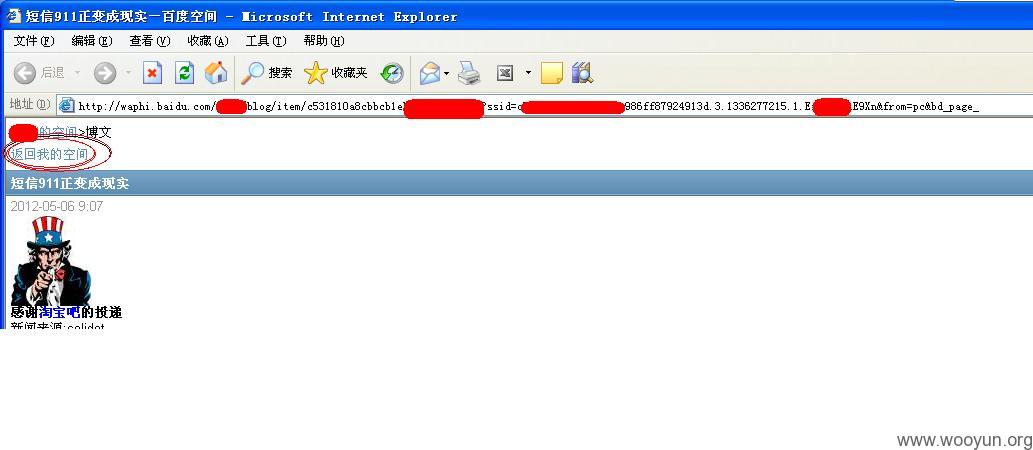 短信911正变成现实—百度空间 - Microsoft Internet Explorer
文件(F) 编辑(E) 查看(V) 收藏(A) 工具(T) 帮助(H)
后退 搜索 收藏夹
地址(D) http://waphi.baidu.com/ blog/item/c531810a8cbbcb1e ?ssid= 986ff87924913d.3.1336277215.1.E E9Xn&from=pc&bd_page_
的空间>博文
返回我的空间
短信911正变成现实
2012-05-06 9:07
感谢淘宝吧的投递
新闻来源:solidot
www.wooyun.org